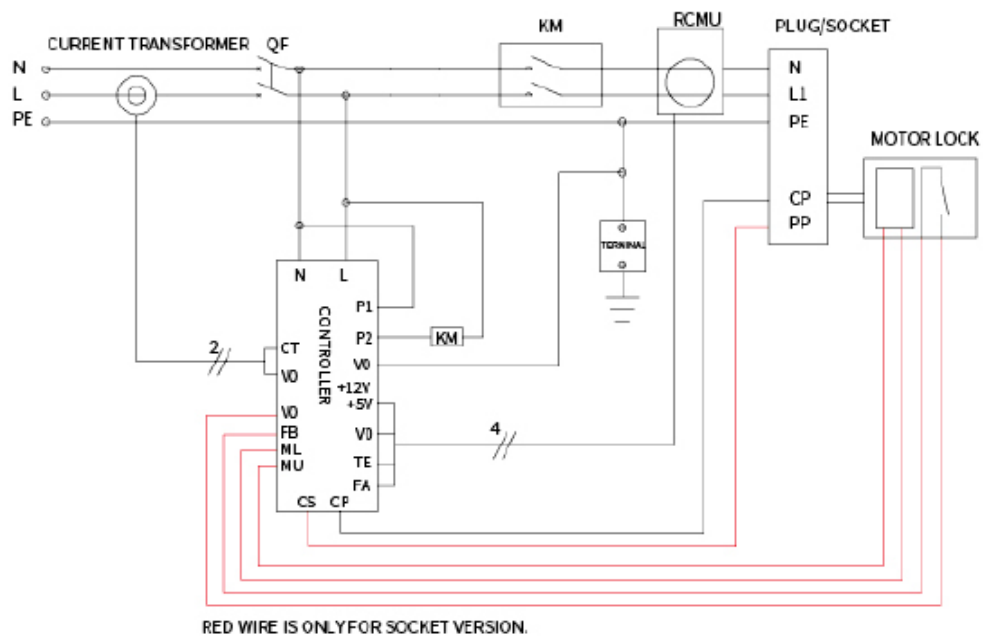 KM
RCMU
PLUG/SOCKET
CURRENT TRANSFORMER
QF
N
L
PE
N
L1
PE
CP
PP
MOTOR LOCK
TERMINAL
N
L
CONTROLLER
P1
P2
KM
V0
+12V
+5V
V0
TE
FA
2
CT
VO
VO
FB
ML
MU
4
CS
CP
RED WIRE IS ONLY FOR SOCKET VERSION.